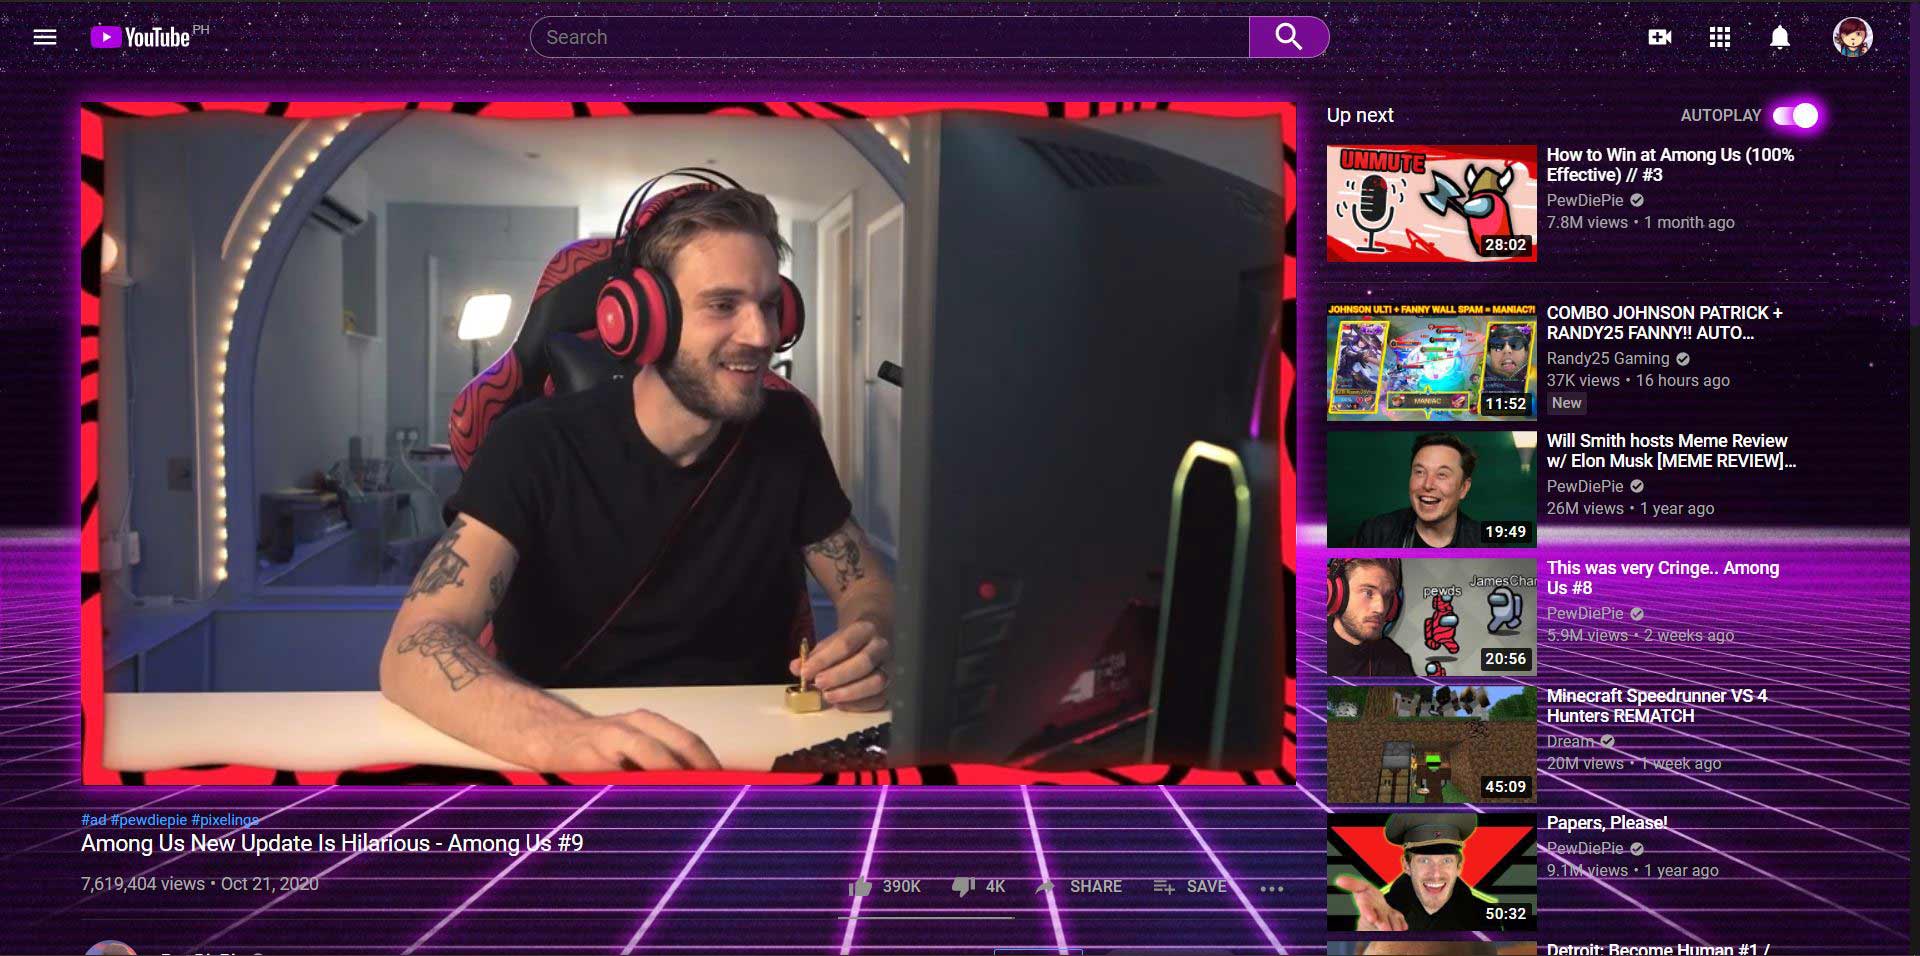 YouTube PH
Search
Up next
AUTOPLAY
UNMUTE
28:02
How to Win at Among Us (100%
Effective) // #3
PewDiePie
7.8M views • 1 month ago
JOHNSON ULTI + FANNY WALL SPAM = MANIAC?!
MANIAC
11:52
COMBO JOHNSON PATRICK +
RANDY25 FANNY!! AUTO...
Randy25 Gaming
37K views • 16 hours ago
New
19:49
Will Smith hosts Meme Review
w/ Elon Musk [MEME REVIEW]...
PewDiePie
26M views • 1 year ago
pewds
JamesChar
20:56
This was very Cringe.. Among
Us #8
PewDiePie
5.9M views • 2 weeks ago
45:09
Minecraft Speedrunner VS 4
Hunters REMATCH
Dream
20M views • 1 week ago
50:32
Papers, Please!
PewDiePie
9.1M views • 1 year ago
Detroit: Become Human #1 /
#ad #pewdiepie #pixelings
Among Us New Update Is Hilarious - Among Us #9
7,619,404 views • Oct 21, 2020
390K
4K
SHARE
SAVE